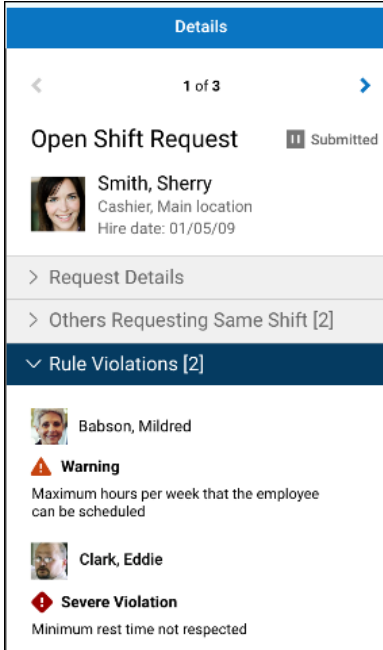 Details
1 of 3
Open Shift Request
Submitted
Smith, Sherry
Cashier, Main location
Hire date: 01/05/09
Request Details
Others Requesting Same Shift [2]
Rule Violations [2]
Babson, Mildred
Warning
Maximum hours per week that the employee
can be scheduled
Clark, Eddie
Severe Violation
Minimum rest time not respected